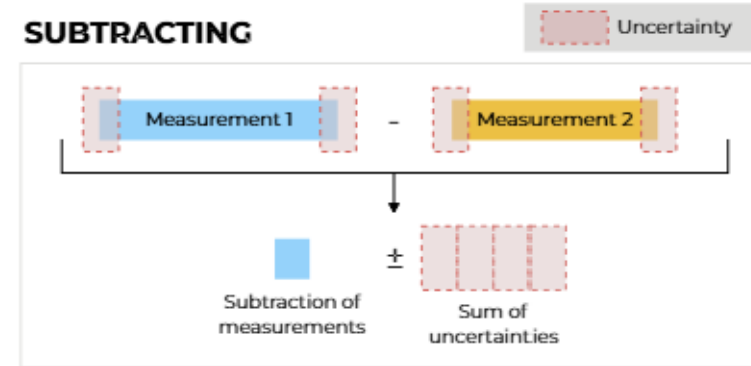 SUBTRACTING
Uncertainty
Measurement 1
-
Measurement 2
±
Subtraction of
measurements
Sum of
uncertainties